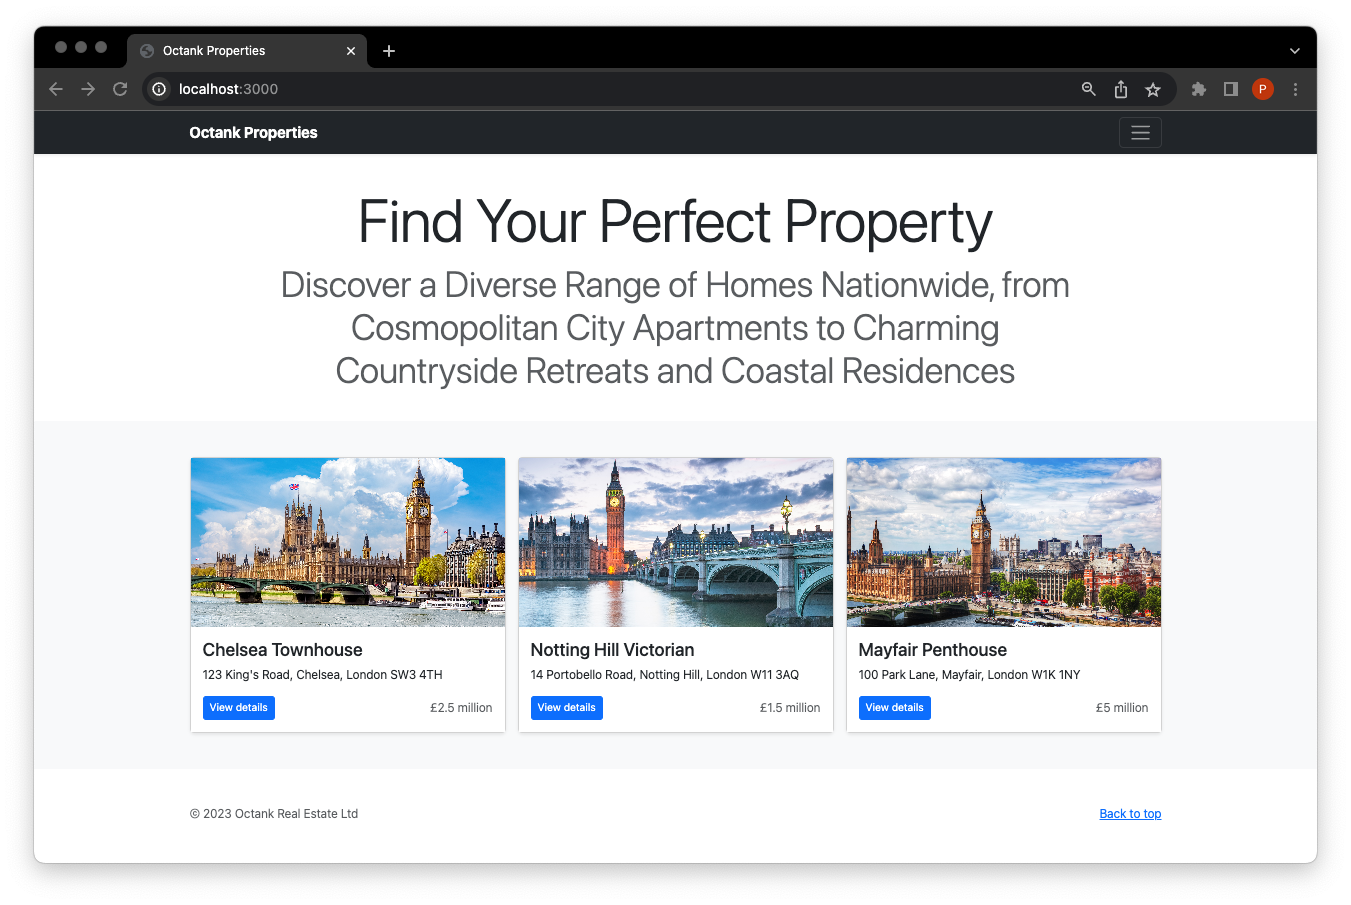 Octank Properties
localhost:3000
P
Octank Properties
Find Your Perfect Property
Discover a Diverse Range of Homes Nationwide, from
Cosmopolitan City Apartments to Charming
Countryside Retreats and Coastal Residences
Chelsea Townhouse
123 King's Road, Chelsea, London SW3 4TH
View details
£2.5 million
Notting Hill Victorian
14 Portobello Road, Notting Hill, London W11 3AQ
View details
£1.5 million
Mayfair Penthouse
100 Park Lane, Mayfair, London W1K 1NY
View details
£5 million
© 2023 Octank Real Estate Ltd
Back to top